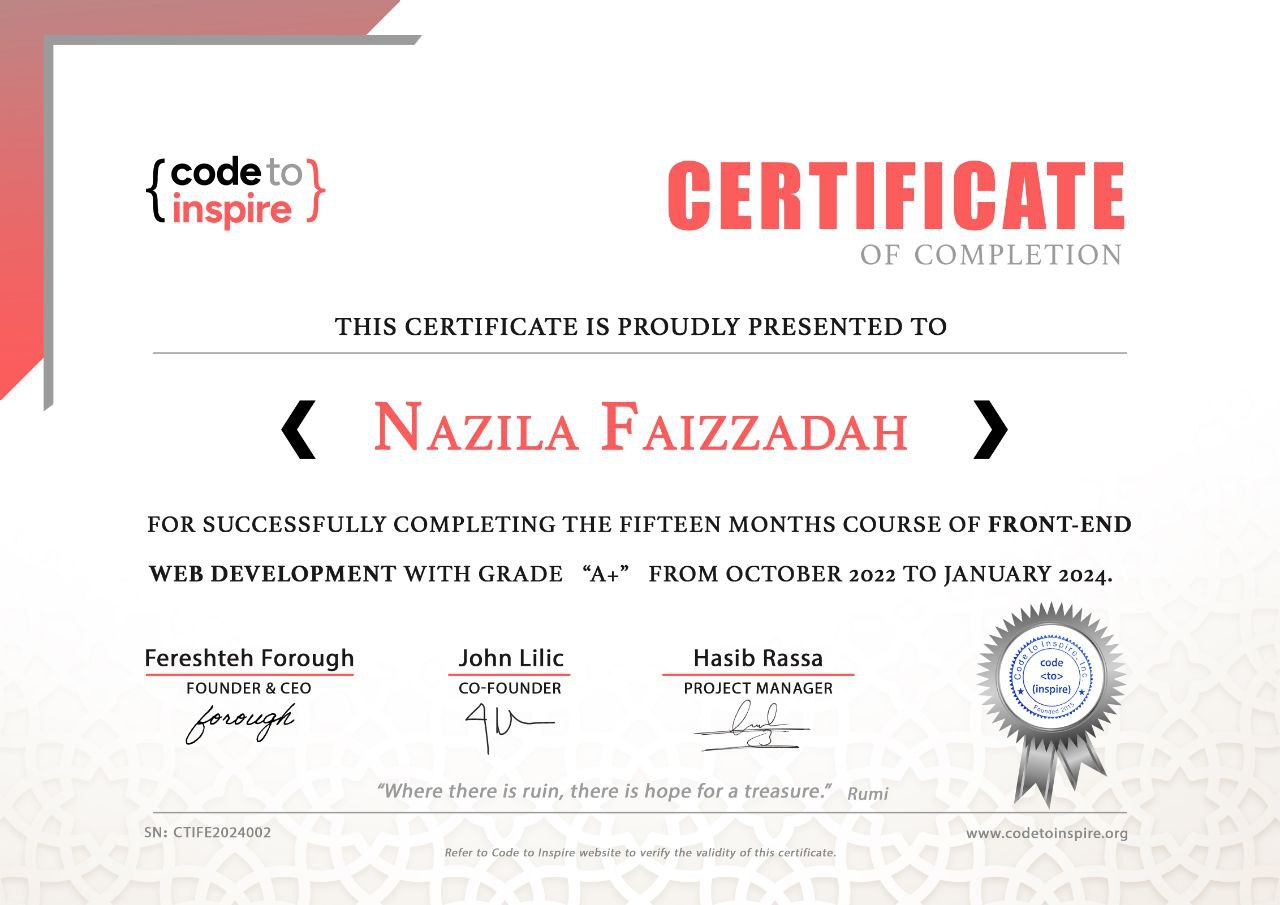 {code to
inspire}
CERTIFICATE
OF COMPLETION
THIS CERTIFICATE IS PROUDLY PRESENTED TO
❮ NAZILA FAIZZADAH ❯
FOR SUCCESSFULLY COMPLETING THE FIFTEEN MONTHS COURSE OF FRONT-END
WEB DEVELOPMENT WITH GRADE “A+” FROM OCTOBER 2022 TO JANUARY 2024.
Fereshteh Forough
FOUNDER & CEO
forough
John Lilic
CO-FOUNDER
Hasib Rassa
PROJECT MANAGER
Code to Inspire, Inc.
code
<to>
{inspire}
Founded 2015
“Where there is ruin, there is hope for a treasure.” Rumi
SN: CTIFE2024002
www.codetoinspire.org
Refer to Code to Inspire website to verify the validity of this certificate.